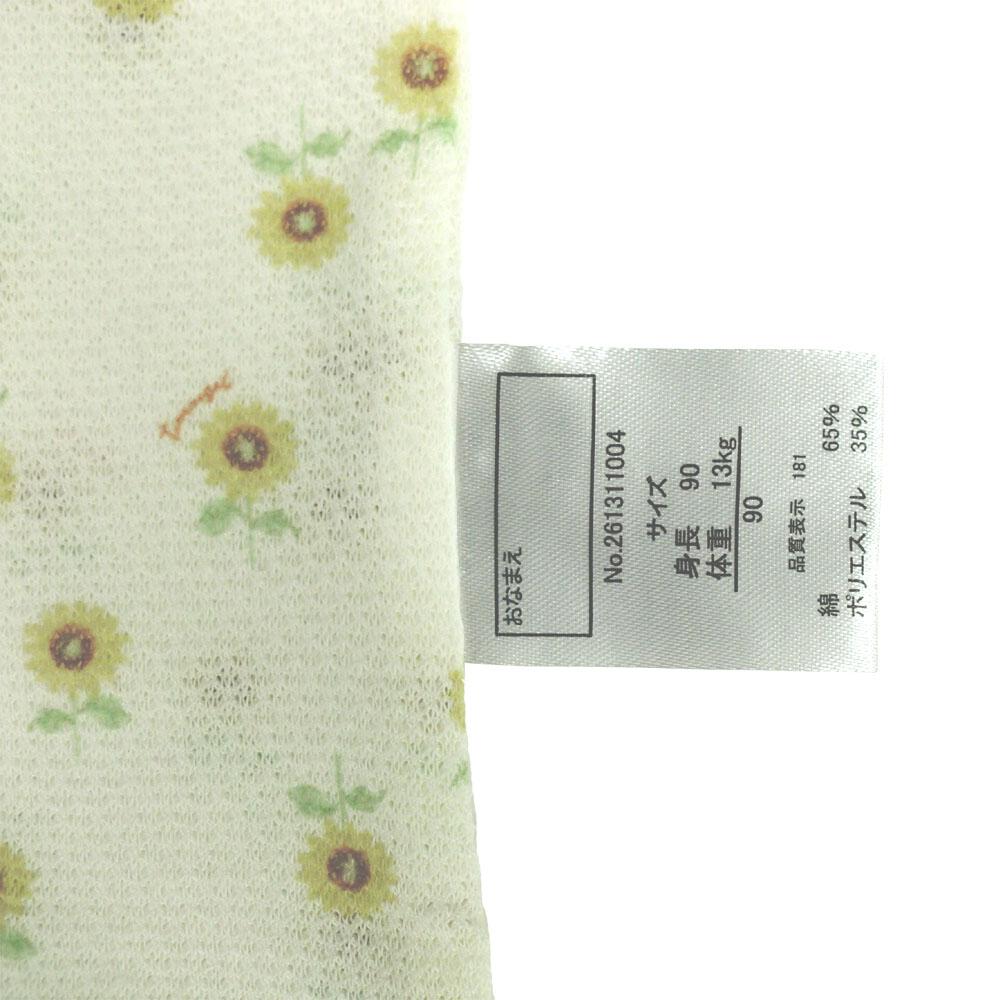 おなまえ
No.261311004
サイズ
身長 90
体重 13kg
90
品質表示 181
綿 65%
ポリエステル 35%